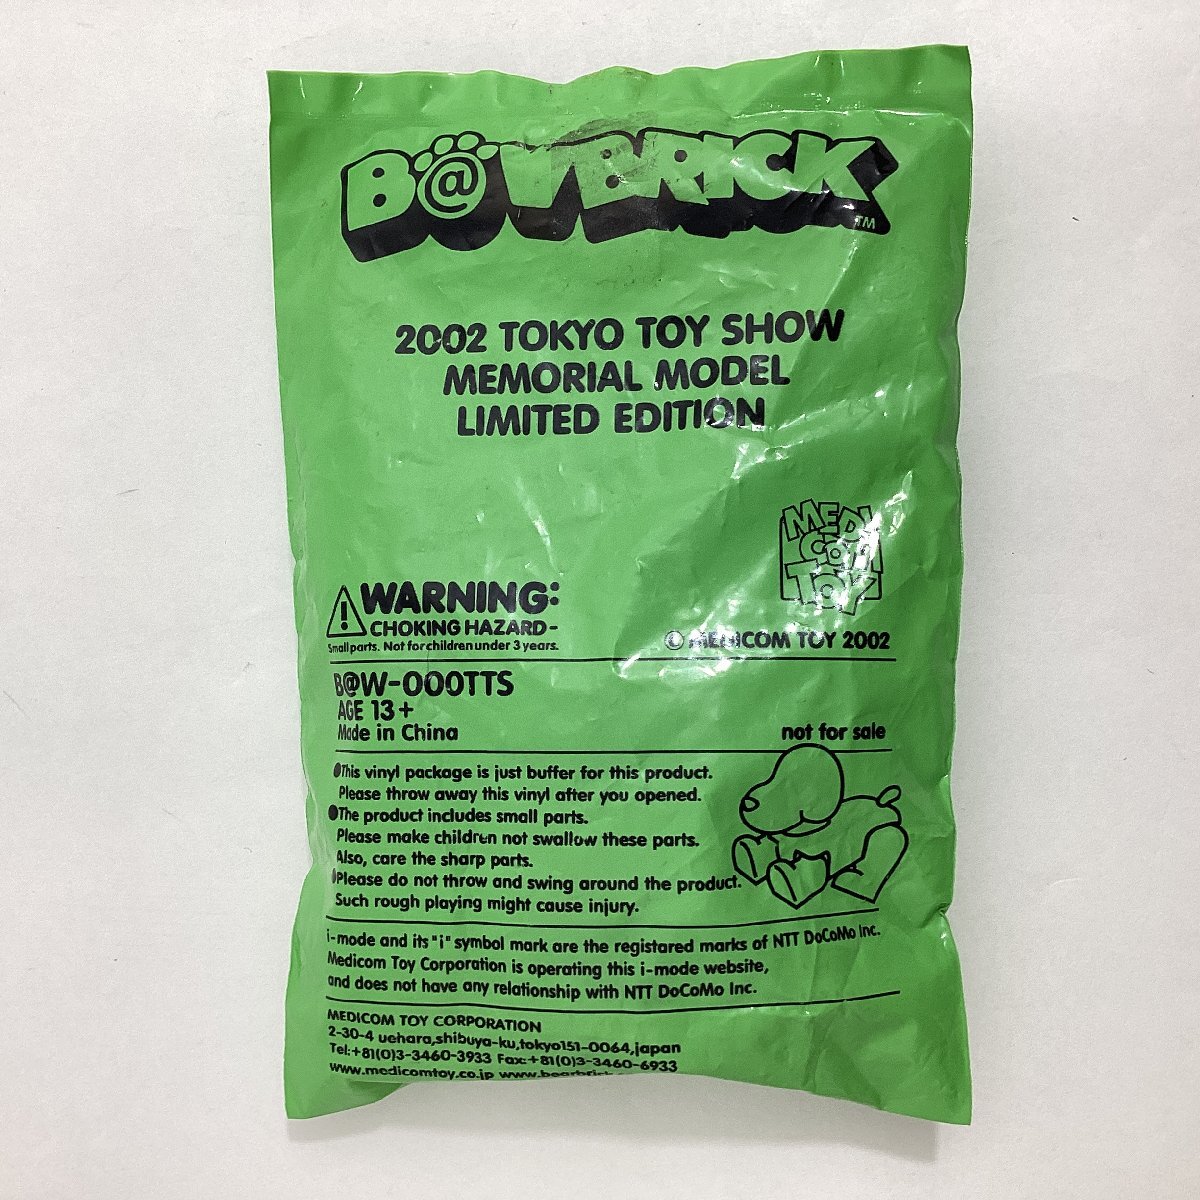 B@WBRICK
TM
2002 TOKYO TOY SHOW
MEMORIAL MODEL
LIMITED EDITION
MEDI
COM
TOY
WARNING:
CHOKING HAZARD-
Small parts. Not for children under 3 years.
© MEDICOM TOY 2002
B@W-000TTS
AGE 13+
Made in China
not for sale
●This vinyl package is just buffer for this product.
Please throw away this vinyl after you opened.
●The product includes small parts.
Please make children not swallow these parts.
Also, care the sharp parts.
●Please do not throw and swing around the product.
Such rough playing might cause injury.
i-mode and its "i" symbol mark are the registared marks of NTT DoCoMo Inc.
Medicom Toy Corporation is operating this i-mode website,
and does not have any relationship with NTT DoCoMo Inc.
MEDICOM TOY CORPORATION
2-30-4 uehara,shibuya-ku,tokyo151-0064,japan
Tel:+81(0)3-3460-3933 Fax:+81(0)3-3460-6933
www.medicomtoy.co.jp